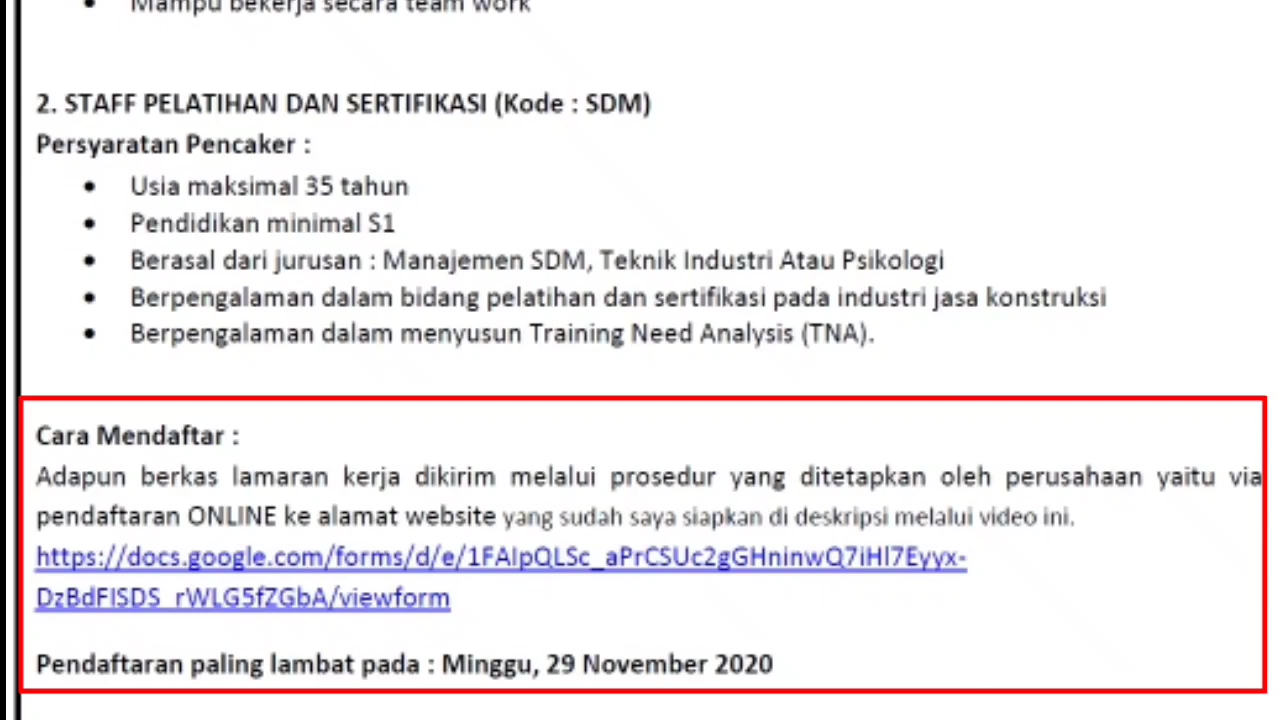 • Mampu bekerja secara team work
2. STAFF PELATIHAN DAN SERTIFIKASI (Kode : SDM)
Persyaratan Pencaker :
• Usia maksimal 35 tahun
• Pendidikan minimal S1
• Berasal dari jurusan : Manajemen SDM, Teknik Industri Atau Psikologi
• Berpengalaman dalam bidang pelatihan dan sertifikasi pada industri jasa konstruksi
• Berpengalaman dalam menyusun Training Need Analysis (TNA).
Cara Mendaftar :
Adapun berkas lamaran kerja dikirim melalui prosedur yang ditetapkan oleh perusahaan yaitu via
pendaftaran ONLINE ke alamat website yang sudah saya siapkan di deskripsi melalui video ini.
https://docs.google.com/forms/d/e/1FAIpQLSc_aPrCSUc2gGHninwQ7iHl7Eyyx-
DzBdFISDS_rWLG5fZGbA/viewform
Pendaftaran paling lambat pada : Minggu, 29 November 2020